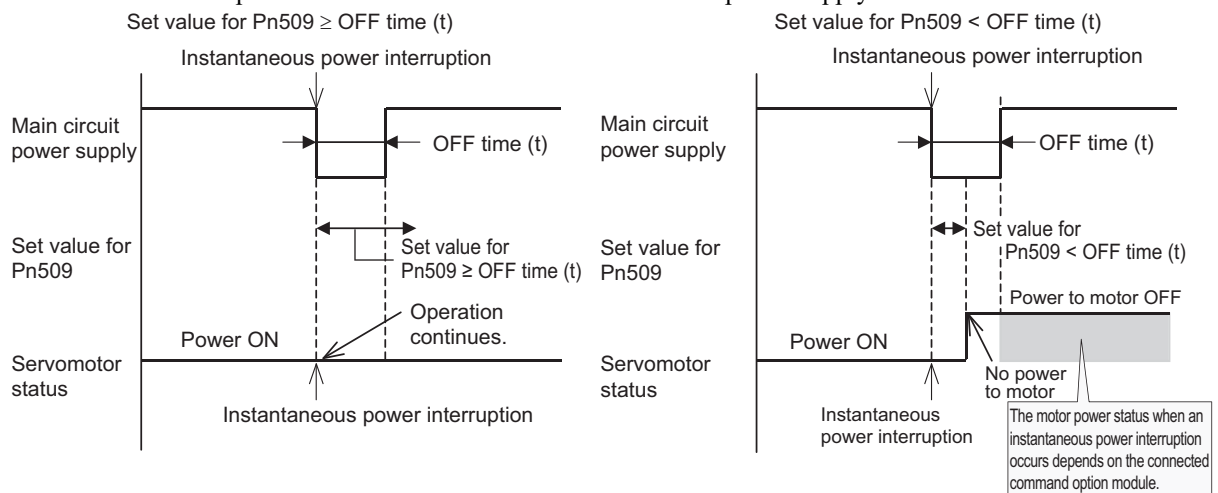 Set value for Pn509 ≥ OFF time (t)
Instantaneous power interruption
Main circuit
power supply
OFF time (t)
Set value for
Pn509
Set value for
Pn509 ≥ OFF time (t)
Operation
continues.
Power ON
Servomotor
status
Instantaneous power interruption
Set value for Pn509 < OFF time (t)
Instantaneous power interruption
Main circuit
power supply
OFF time (t)
Set value for
Pn509
Set value for
Pn509 < OFF time (t)
Power to motor OFF
Power ON
Servomotor
status
No power
to motor
Instantaneous
power interruption
The motor power status when an
instantaneous power interruption
occurs depends on the connected
command option module.